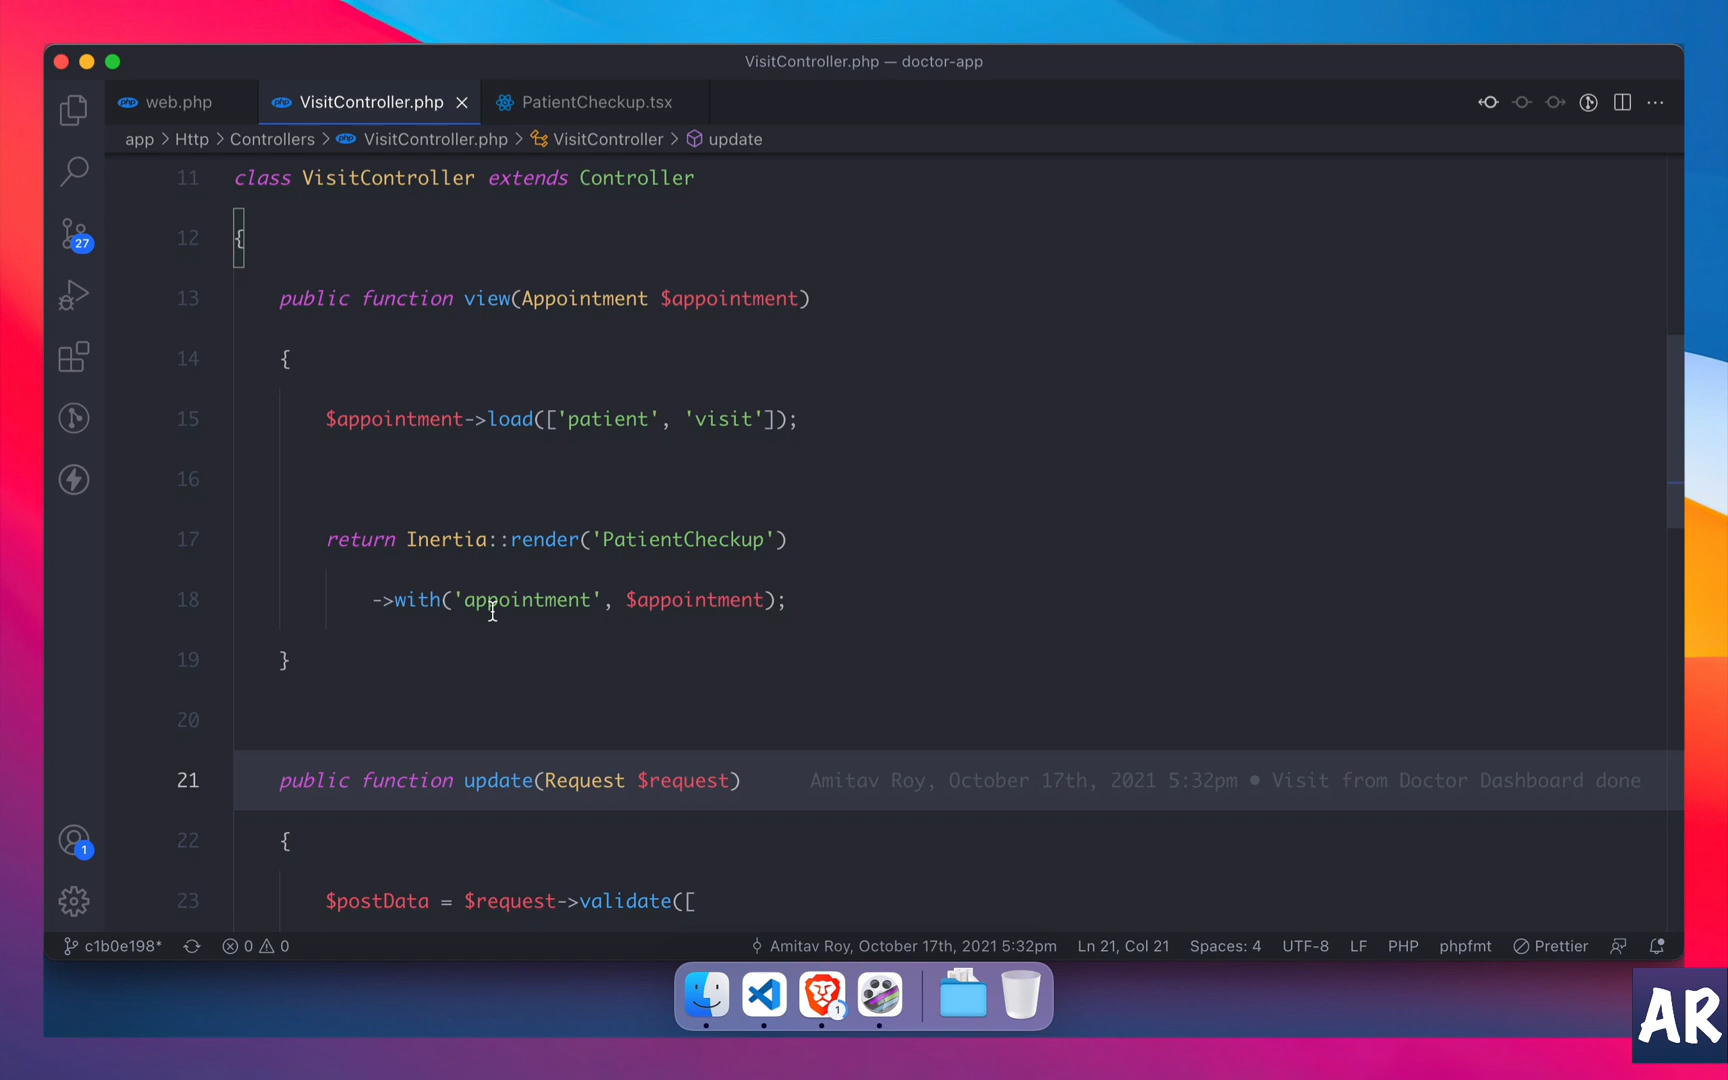 VisitController.php — doctor-app
web.php
VisitController.php
PatientCheckup.tsx
app > Http > Controllers > VisitController.php > VisitController > update
11 class VisitController extends Controller
12 {
13 public function view(Appointment $appointment)
14 {
15 $appointment->load(['patient', 'visit']);
16
17 return Inertia::render('PatientCheckup')
18 ->with('appointment', $appointment);
19 }
20
21 public function update(Request $request) Amitav Roy, October 17th, 2021 5:32pm • Visit from Doctor Dashboard done
22 {
23 $postData = $request->validate([
27
1
c1b0e198* 0 0 Amitav Roy, October 17th, 2021 5:32pm Ln 21, Col 21 Spaces: 4 UTF-8 LF PHP phpfmt Prettier
1
AR